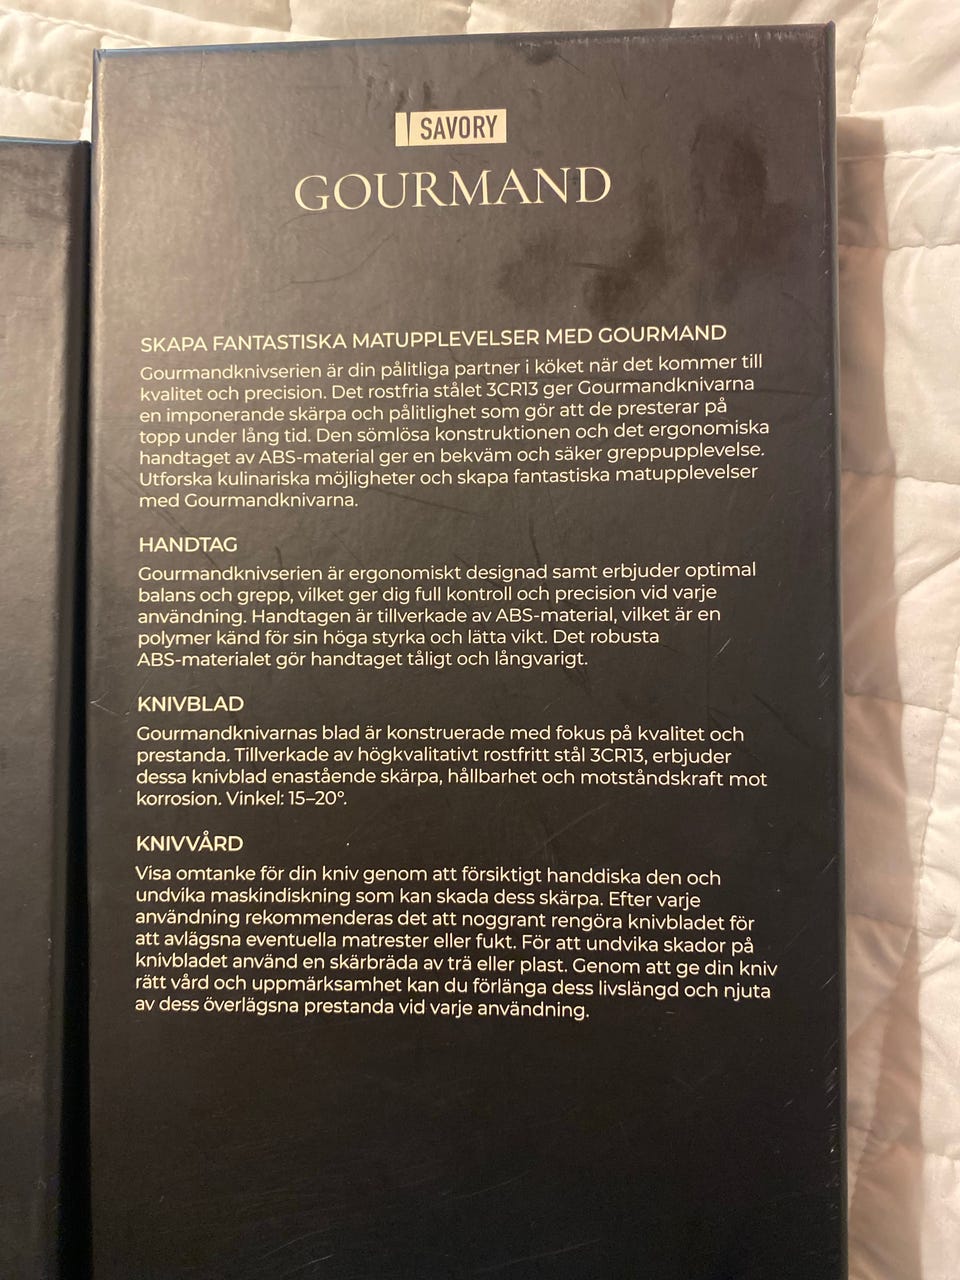 SAVORY
GOURMAND
SKAPA FANTASTISKA MATUPPLEVELSER MED GOURMAND
Gourmandknivserien är din pålitliga partner i köket när det kommer till
kvalitet och precision. Det rostfria stålet 3CR13 ger Gourmandknivarna
en imponerande skärpa och pålitlighet som gör att de presterar på
topp under lång tid. Den sömlösa konstruktionen och det ergonomiska
handtaget av ABS-material ger en bekväm och säker greppupplevelse.
Utforska kulinariska möjligheter och skapa fantastiska matupplevelser
med Gourmandknivarna.
HANDTAG
Gourmandknivserien är ergonomiskt designad samt erbjuder optimal
balans och grepp, vilket ger dig full kontroll och precision vid varje
användning. Handtagen är tillverkade av ABS-material, vilket är en
polymer känd för sin höga styrka och lätta vikt. Det robusta
ABS-materialet gör handtaget tåligt och långvarigt.
KNIVBLAD
Gourmandknivarnas blad är konstruerade med fokus på kvalitet och
prestanda. Tillverkade av högkvalitativt rostfritt stål 3CR13, erbjuder
dessa knivblad enastående skärpa, hållbarhet och motståndskraft mot
korrosion. Vinkel: 15–20°.
KNIVVÅRD
Visa omtanke för din kniv genom att försiktigt handdiska den och
undvika maskindiskning som kan skada dess skärpa. Efter varje
användning rekommenderas det att noggrant rengöra knivbladet för
att avlägsna eventuella matrester eller fukt. För att undvika skador på
knivbladet använd en skärbräda av trä eller plast. Genom att ge din kniv
rätt vård och uppmärksamhet kan du förlänga dess livslängd och njuta
av dess överlägsna prestanda vid varje användning.